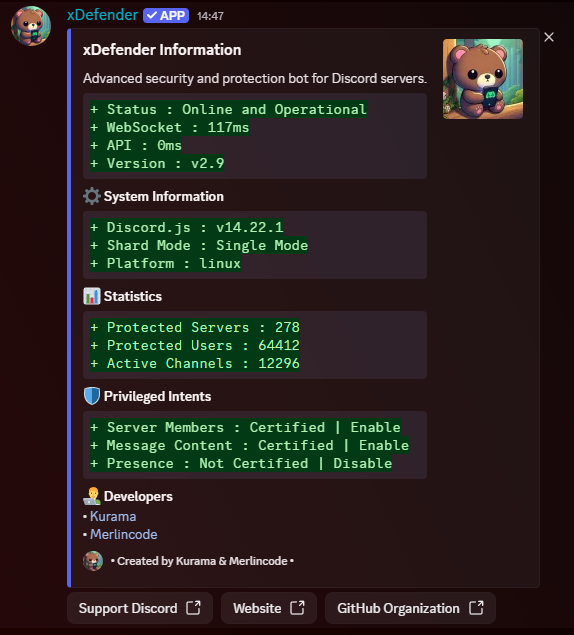 xDefender ✓ APP 14:47
xDefender Information
Advanced security and protection bot for Discord servers.
+ Status : Online and Operational
+ WebSocket : 117ms
+ API : 0ms
+ Version : v2.9
System Information
+ Discord.js : v14.22.1
+ Shard Mode : Single Mode
+ Platform : linux
Statistics
+ Protected Servers : 278
+ Protected Users : 64412
+ Active Channels : 12296
Privileged Intents
+ Server Members : Certified | Enable
+ Message Content : Certified | Enable
+ Presence : Not Certified | Disable
Developers
• Kurama
• Merlincode
• Created by Kurama & Merlincode •
Support Discord
Website
GitHub Organization